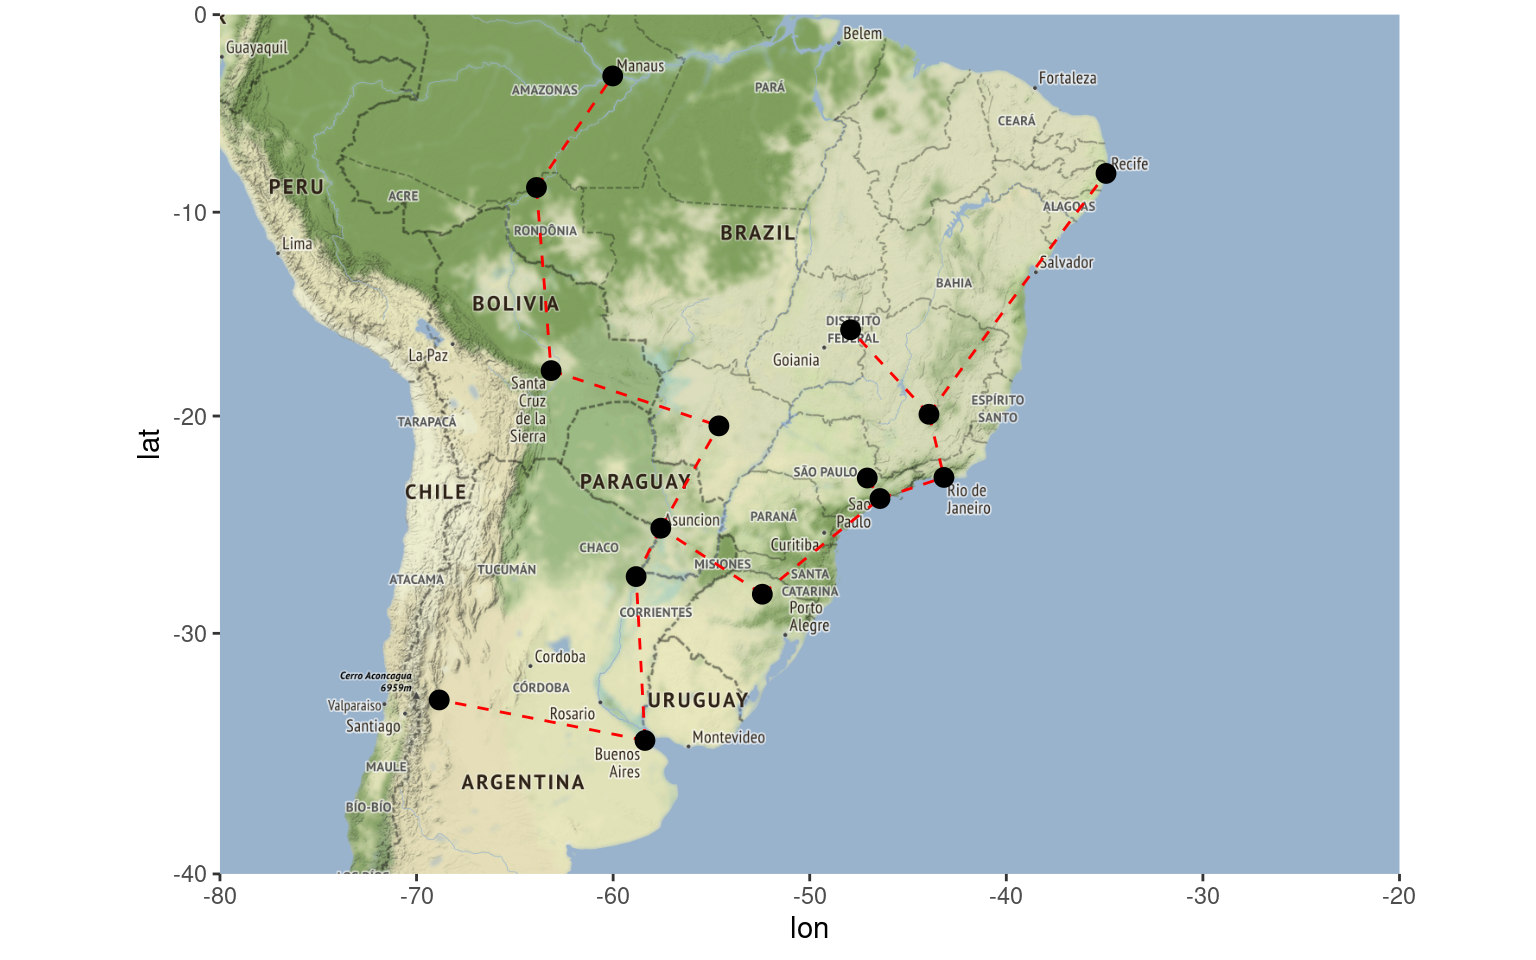 0
Guayaquil
Manaus
Belem
AMAZONAS
PARÁ
Fortaleza
CEARÁ
Recife
PERU
ACRE
ALAGOAS
-10
RONDÔNIA
BRAZIL
Lima
Salvador
BAHIA
BOLIVIA
DISTRITO
FEDERAL
La Paz
Goiania
Santa
Cruz
de la
Sierra
ESPÍRITO
SANTO
-20
TARAPACÁ
lat
SÃO PAULO
PARAGUAY
CHILE
Rio de
Janeiro
Sao
Paulo
PARANÁ
Asuncion
CHACO
Curitiba
MISIONES
TUCUMÁN
ATACAMA
SANTA
CATARINA
CORRIENTES
Porto
Alegre
-30
Cordoba
Cerro Aconcagua
6959m
CÓRDOBA
URUGUAY
Valparaiso
Rosario
Santiago
Montevideo
Buenos
Aires
MAULE
ARGENTINA
BÍO-BÍO
-40
-80
-70
-60
-50
-40
-30
-20
lon